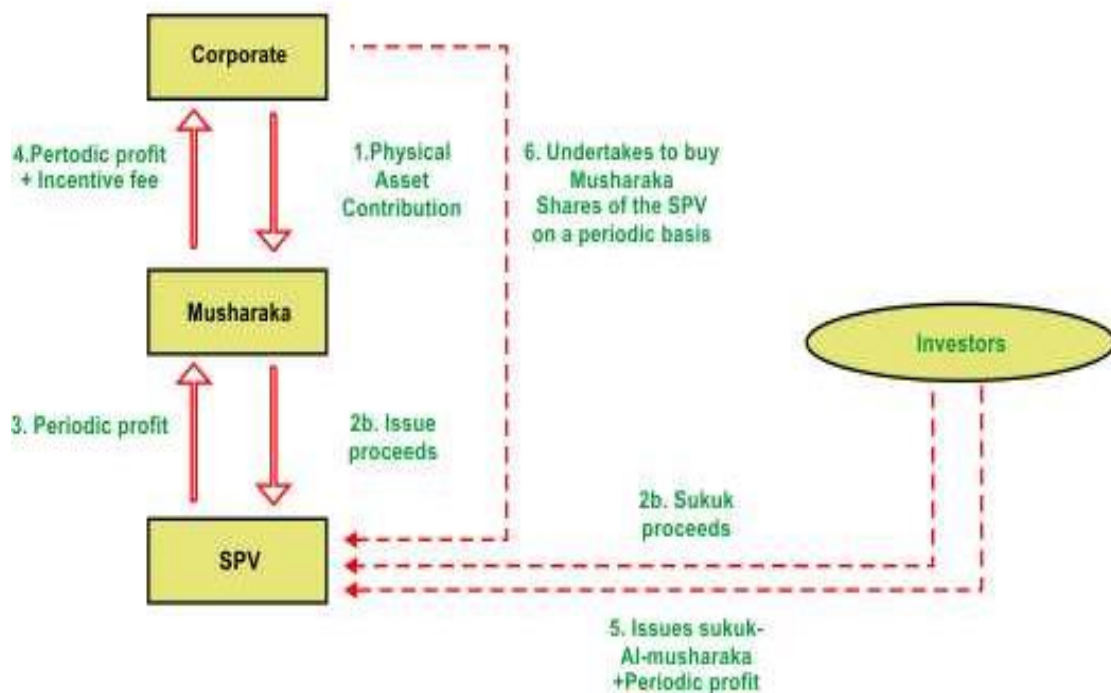 Corporate
4.Pertodic profit
+ Incentive fee
1.Physical
Asset
Contribution
6. Undertakes to buy
Musharaka
Shares of the SPV
on a periodic basis
Musharaka
Investors
3. Periodic profit
2b. Issue
proceeds
2b. Sukuk
proceeds
SPV
5. Issues sukuk-
Al-musharaka
+Periodic profit